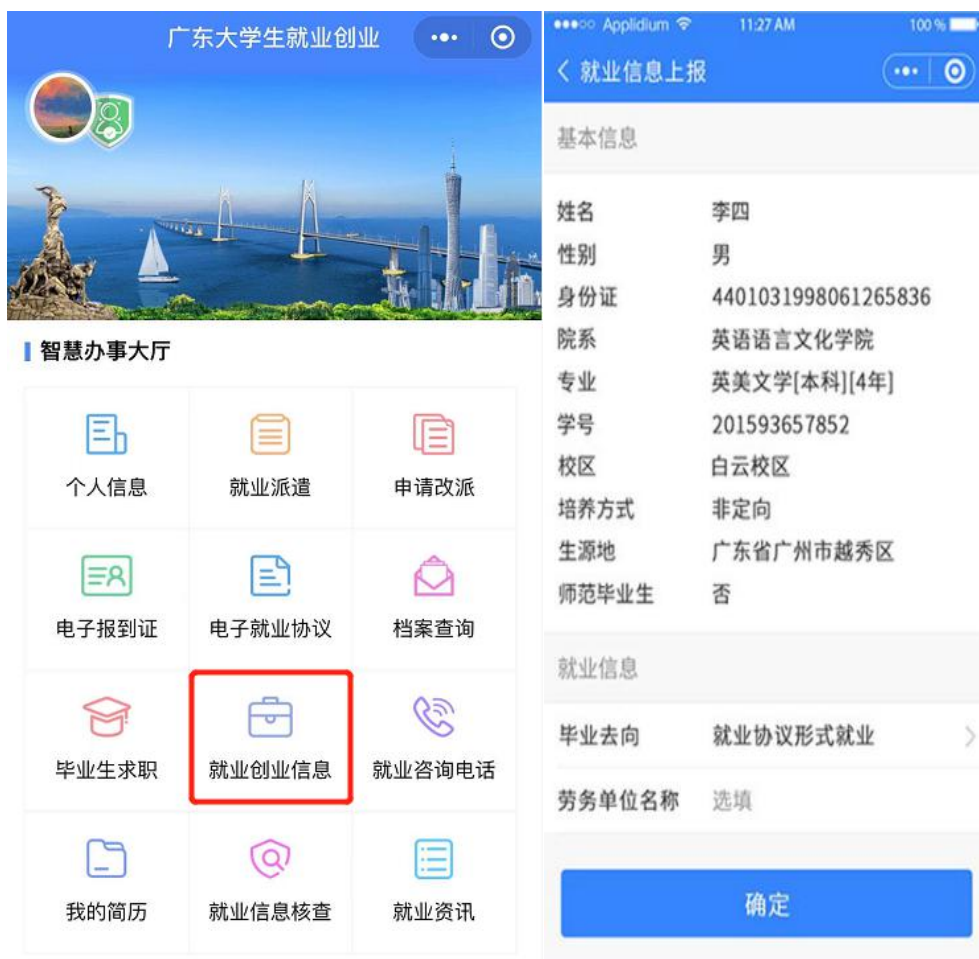 广东大学生就业创业
智慧办事大厅
个人信息
就业派遣
申请改派
电子报到证
电子就业协议
档案查询
毕业生求职
就业创业信息
就业咨询电话
我的简历
就业信息核查
就业资讯
Applidium 11:27 AM 100 %
就业信息上报
基本信息
姓名 李四
性别 男
身份证 4401031998061265836
院系 英语语言文化学院
专业 英美文学[本科][4年]
学号 201593657852
校区 白云校区
培养方式 非定向
生源地 广东省广州市越秀区
师范毕业生 否
就业信息
毕业去向 就业协议形式就业
劳务单位名称 选填
确定